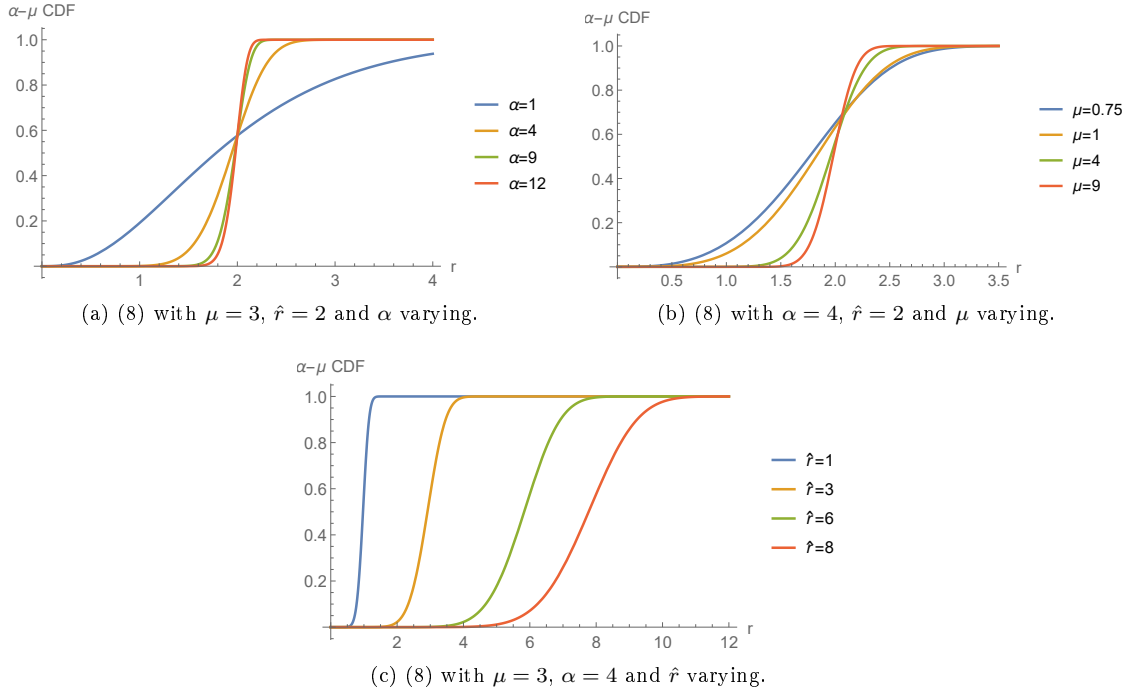 α-μ CDF
1.0
0.8
0.6
0.4
0.2
1 2 3 4 r
α=1
α=4
α=9
α=12
(a) (8) with μ = 3, r̂ = 2 and α varying.
α-μ CDF
1.0
0.8
0.6
0.4
0.2
0.5 1.0 1.5 2.0 2.5 3.0 3.5 r
μ=0.75
μ=1
μ=4
μ=9
(b) (8) with α = 4, r̂ = 2 and μ varying.
α-μ CDF
1.0
0.8
0.6
0.4
0.2
2 4 6 8 10 12 r
r̂=1
r̂=3
r̂=6
r̂=8
(c) (8) with μ = 3, α = 4 and r̂ varying.